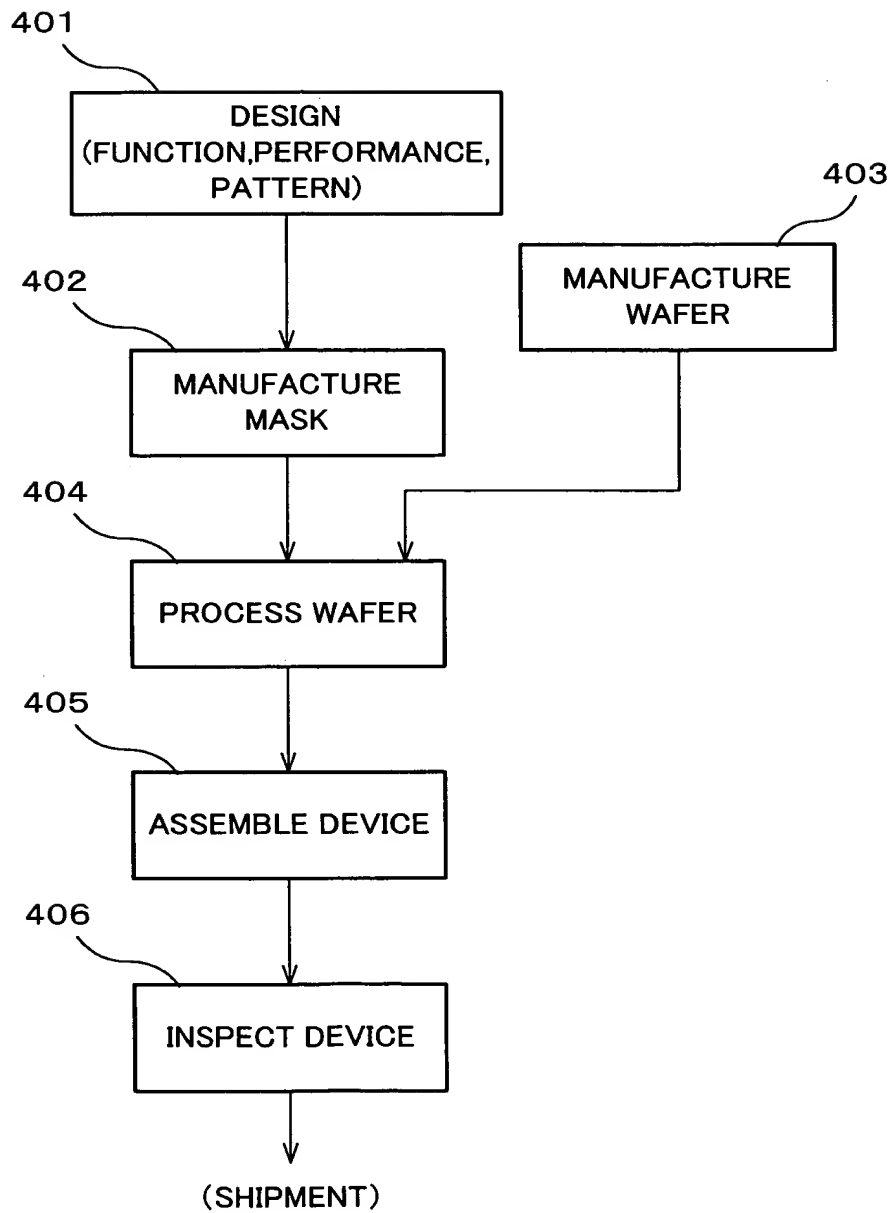 401
DESIGN
(FUNCTION,PERFORMANCE,
PATTERN)
403
MANUFACTURE
WAFER
402
MANUFACTURE
MASK
404
PROCESS WAFER
405
ASSEMBLE DEVICE
406
INSPECT DEVICE
(SHIPMENT)